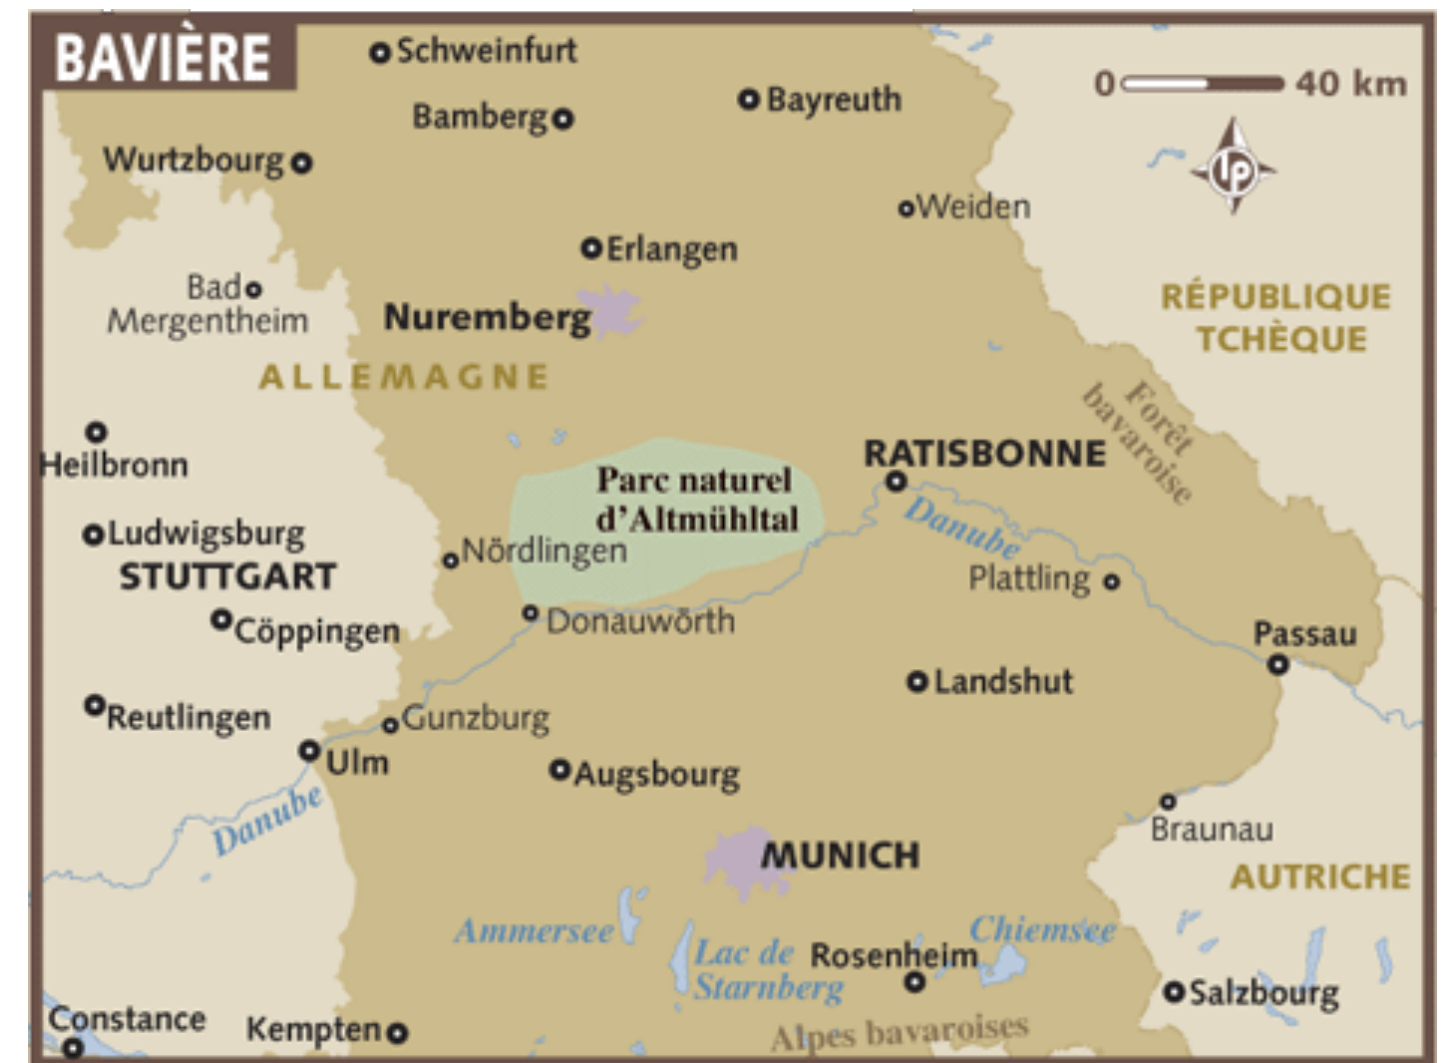 BAVIÈRE
Schweinfurt
0 40 km
Bayreuth
Bamberg
Wurtzbourg
lp
Weiden
Erlangen
Bad
Mergentheim
RÉPUBLIQUE
TCHÈQUE
Nuremberg
ALLEMAGNE
Forêt
bavaroise
Heilbronn
RATISBONNE
Parc naturel
d'Altmühltal
Danube
Ludwigsburg
Nördlingen
STUTTGART
Plattling
Donauwörth
Cöppingen
Passau
Landshut
Reutlingen
Gunzburg
Ulm
Augsbourg
Danube
Braunau
MUNICH
AUTRICHE
Ammersee
Chiemsee
Lac de
Starnberg
Rosenheim
Salzbourg
Constance
Kempten
Alpes bavaroises